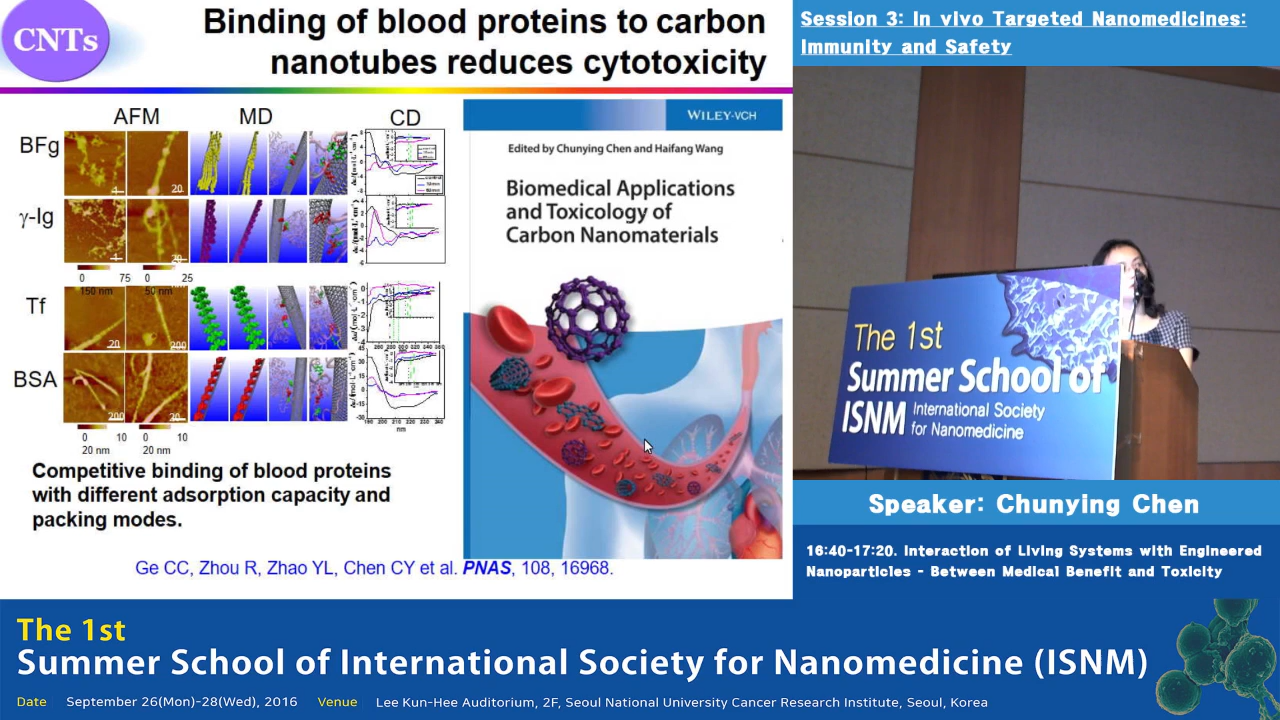 CNTs
Binding of blood proteins to carbon
nanotubes reduces cytotoxicity
AFM MD CD
BFg
γ-Ig
Tf
BSA
20
0 75 0 25
150 nm 50 nm
20
200
200
20
0 10 0 10
20 nm 20 nm
nm
Competitive binding of blood proteins
with different adsorption capacity and
packing modes.
Ge CC, Zhou R, Zhao YL, Chen CY et al. PNAS, 108, 16968.
WILEY-VCH
Edited by Chunying Chen and Haifang Wang
Biomedical Applications
and Toxicology of
Carbon Nanomaterials
Session 3: In vivo Targeted Nanomedicines:
Immunity and Safety
The 1st
Summer School of
ISNM International Society
for Nanomedicine
Speaker: Chunying Chen
16:40-17:20. Interaction of Living Systems with Engineered
Nanoparticles - Between Medical Benefit and Toxicity
The 1st
Summer School of International Society for Nanomedicine (ISNM)
Date September 26(Mon)-28(Wed), 2016 Venue Lee Kun-Hee Auditorium, 2F, Seoul National University Cancer Research Institute, Seoul, Korea